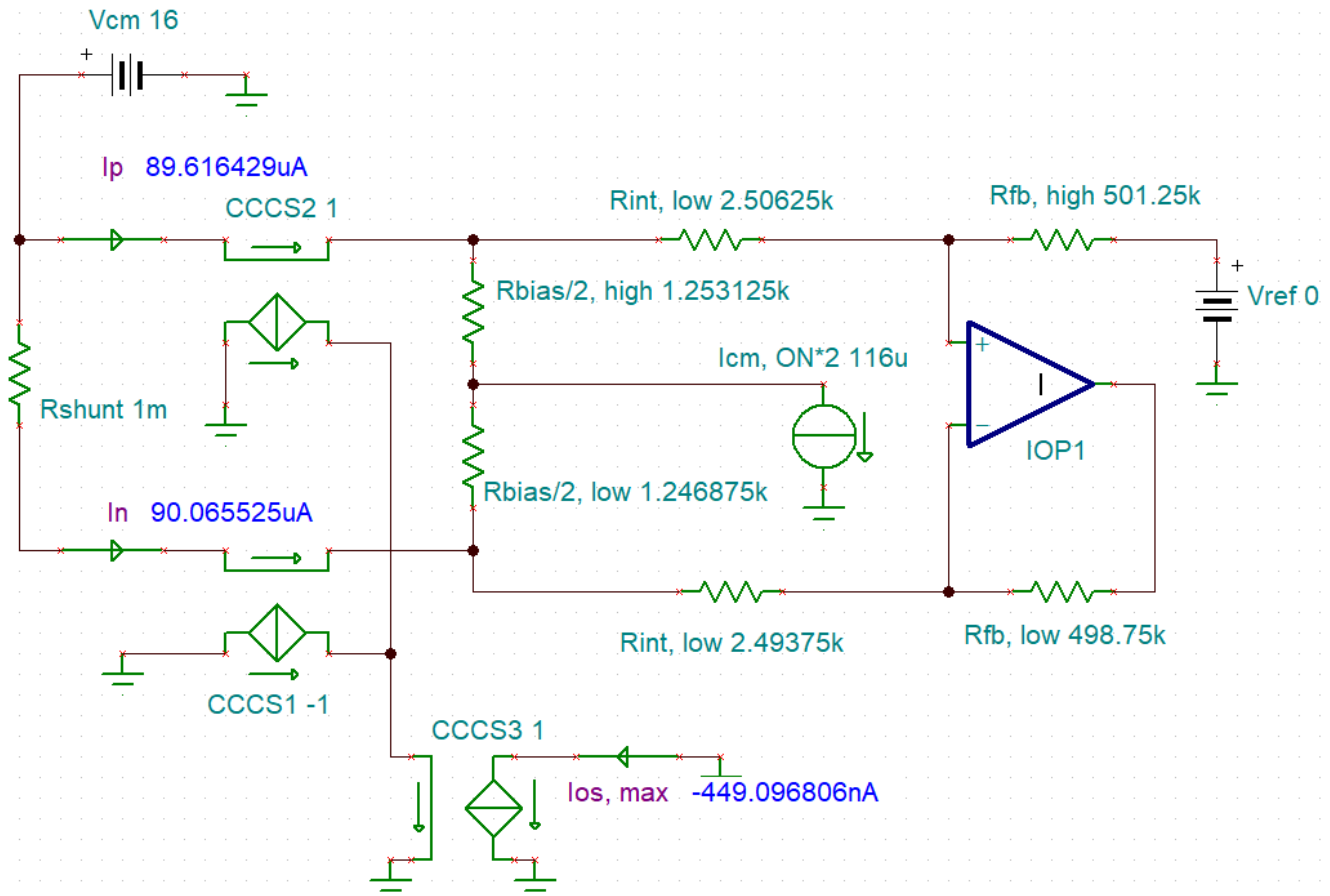 Vcm 16
+
Ip 89.616429uA
CCCS2 1
Rint, low 2.50625k
Rfb, high 501.25k
+
Vref 0
Rbias/2, high 1.253125k
Icm, ON*2 116u
+
I
−
IOP1
Rshunt 1m
Rbias/2, low 1.246875k
In 90.065525uA
Rint, low 2.49375k
Rfb, low 498.75k
CCCS1 -1
CCCS3 1
Ios, max -449.096806nA